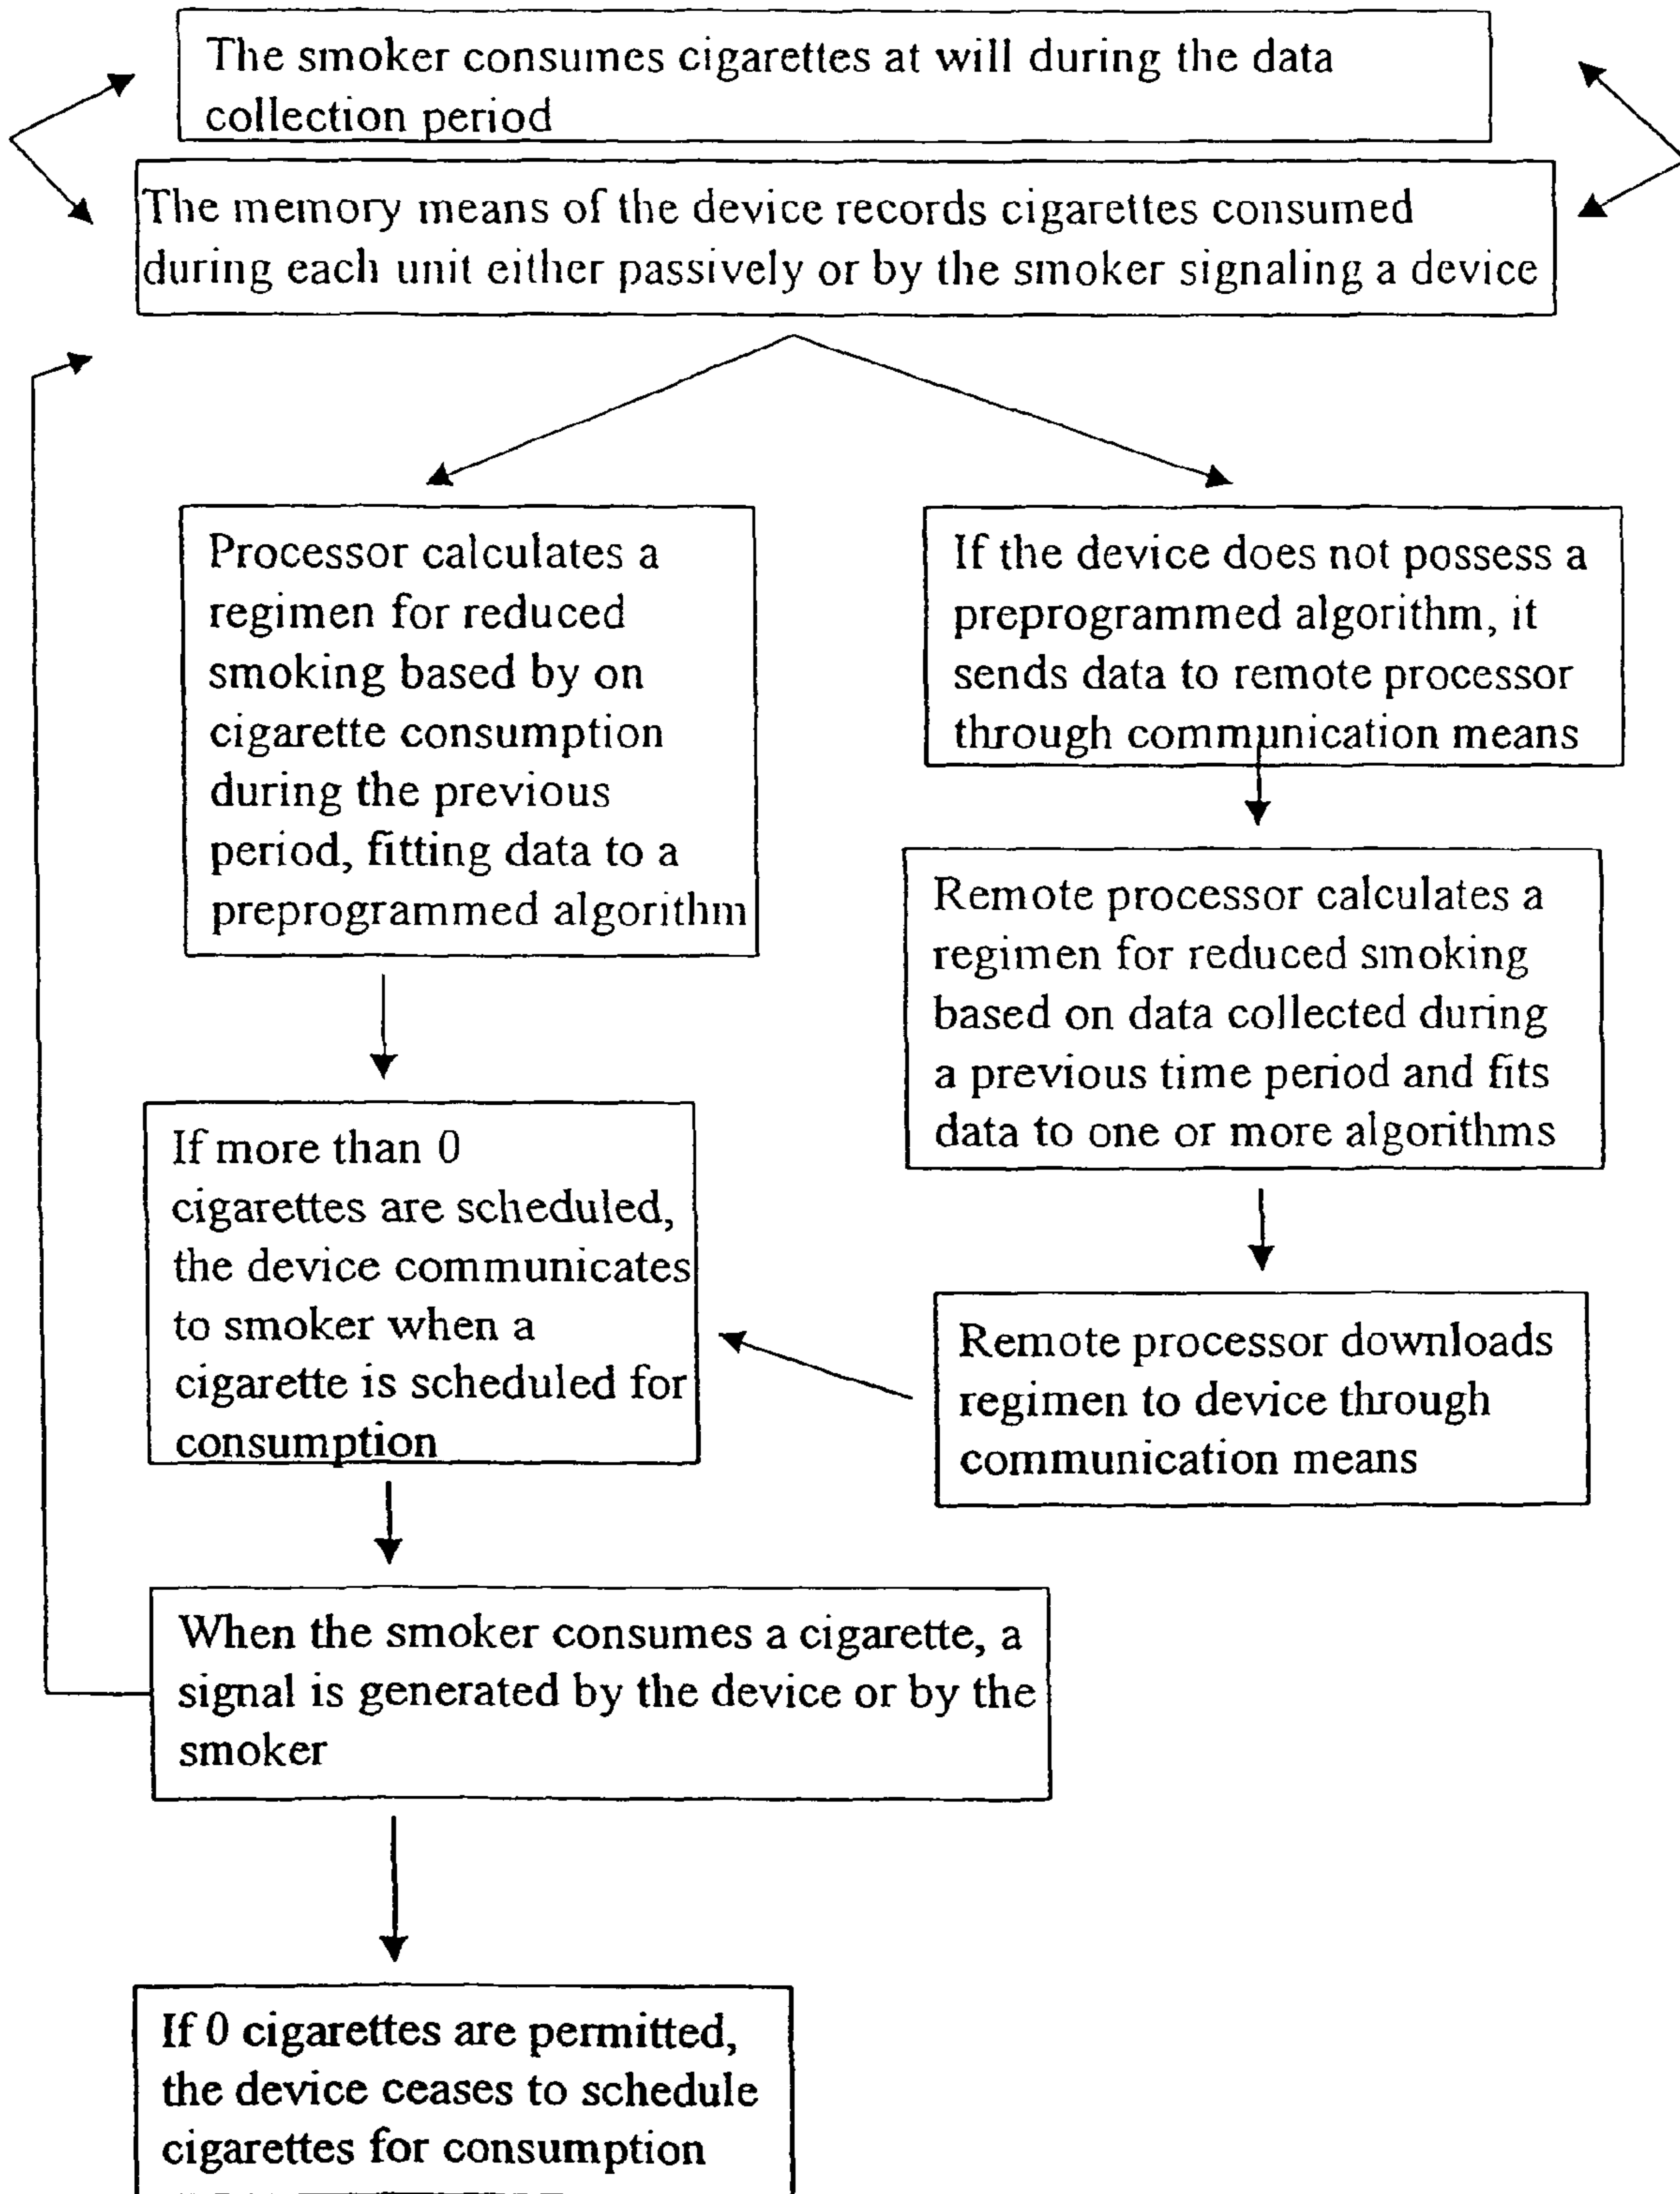 The smoker consumes cigarettes at will during the data
collection period
The memory means of the device records cigarettes consumed
during each unit either passively or by the smoker signaling a device
Processor calculates a
regimen for reduced
smoking based by on
cigarette consumption
during the previous
period, fitting data to a
preprogrammed algorithm
If the device does not possess a
preprogrammed algorithm, it
sends data to remote processor
through communication means
Remote processor calculates a
regimen for reduced smoking
based on data collected during
a previous time period and fits
data to one or more algorithms
If more than 0
cigarettes are scheduled,
the device communicates
to smoker when a
cigarette is scheduled for
consumption
Remote processor downloads
regimen to device through
communication means
When the smoker consumes a cigarette, a
signal is generated by the device or by the
smoker
If 0 cigarettes are permitted,
the device ceases to schedule
cigarettes for consumption